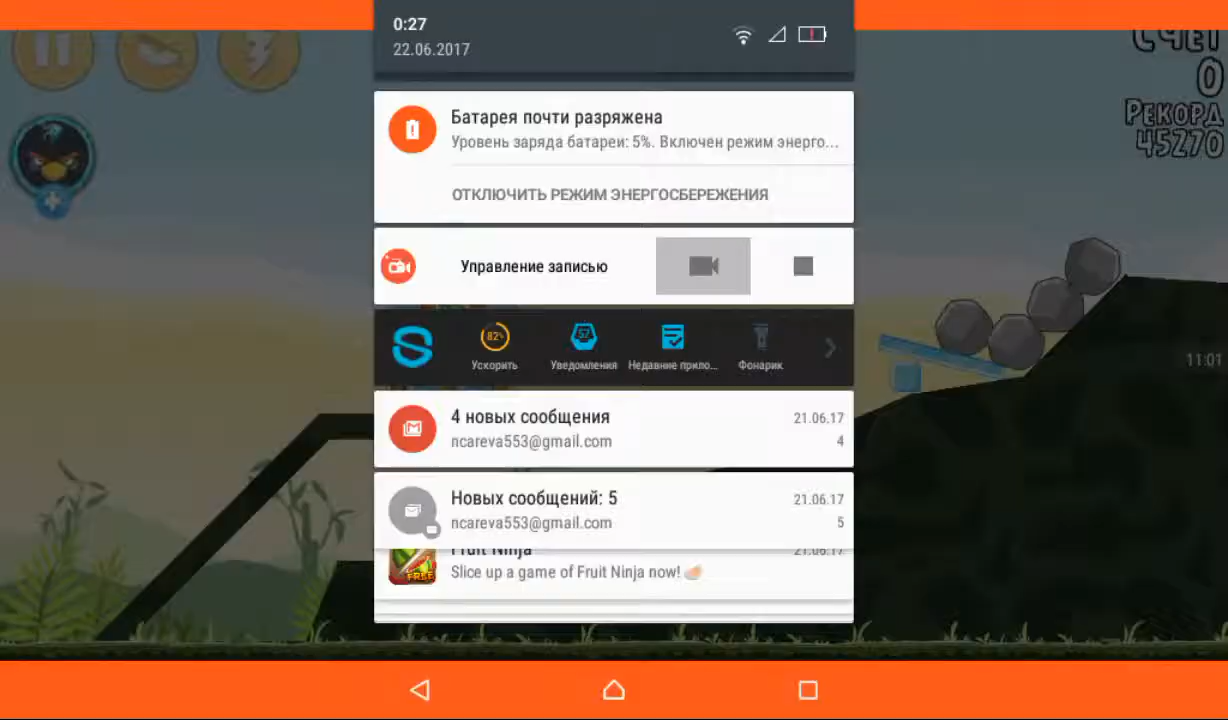 0:27
22.06.2017
СЧЕТ
0
РЕКОРД
45270
Батарея почти разряжена
Уровень заряда батареи: 5%. Включен режим энерго...
ОТКЛЮЧИТЬ РЕЖИМ ЭНЕРГОСБЕРЕЖЕНИЯ
Управление записью
82%
57
Ускорить
Уведомления
Недавние прило...
Фонарик
11:01
4 новых сообщения
21.06.17
ncareva553@gmail.com
4
Новых сообщений: 5
21.06.17
ncareva553@gmail.com
5
Fruit Ninja
21.06.17
Slice up a game of Fruit Ninja now!
FREE